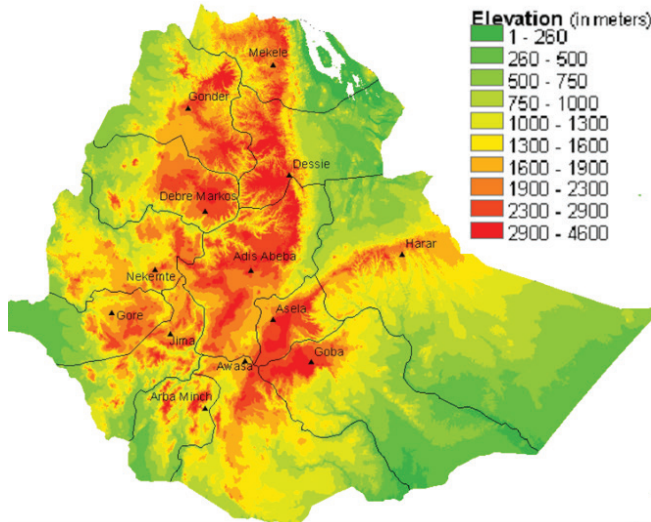 Elevation (in meters)
1 - 260
260 - 500
500 - 750
750 - 1000
1000 - 1300
1300 - 1600
1600 - 1900
1900 - 2300
2300 - 2900
2900 - 4600
Mekele
Gonder
Dessie
Debre Markos
Harar
Adis Abeba
Nekemte
Asela
Gore
Jima
Goba
Awasa
Arba Minch